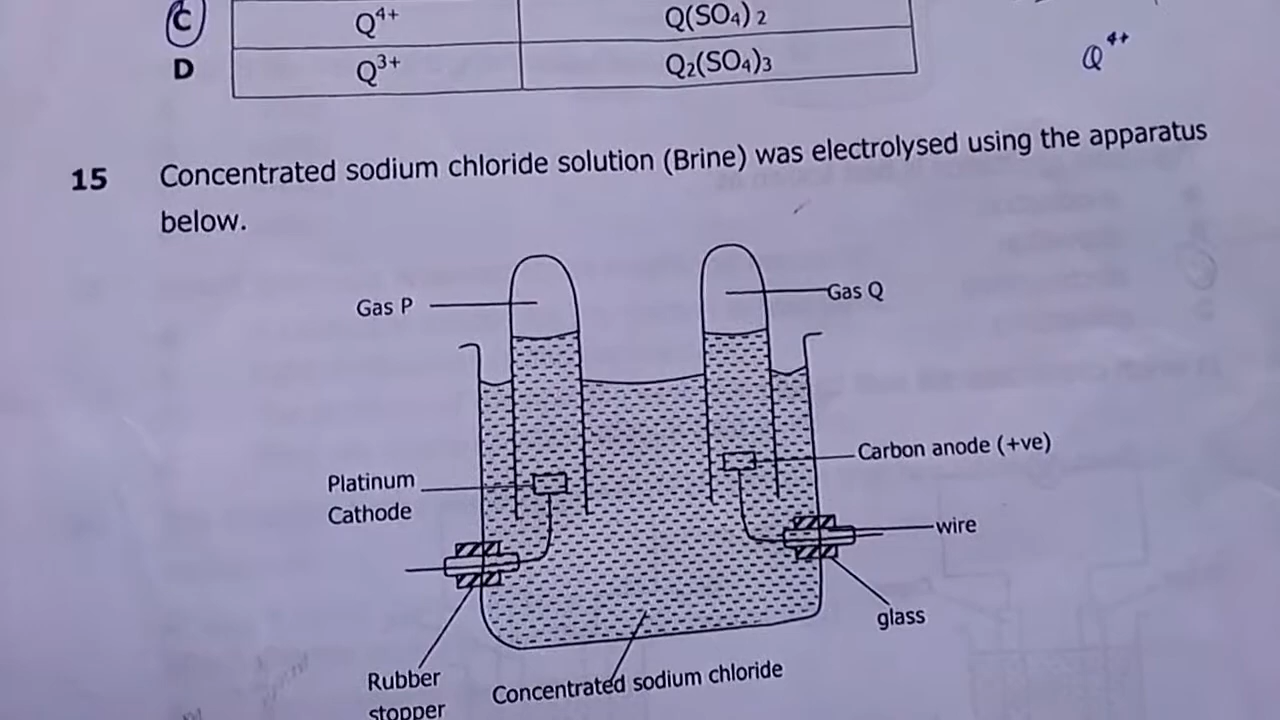 C Q⁴⁺ Q(SO₄)₂
Q⁴⁺
D Q³⁺ Q₂(SO₄)₃
15 Concentrated sodium chloride solution (Brine) was electrolysed using the apparatus
below.
Gas P
Gas Q
Carbon anode (+ve)
Platinum
Cathode
wire
glass
Rubber
stopper
Concentrated sodium chloride